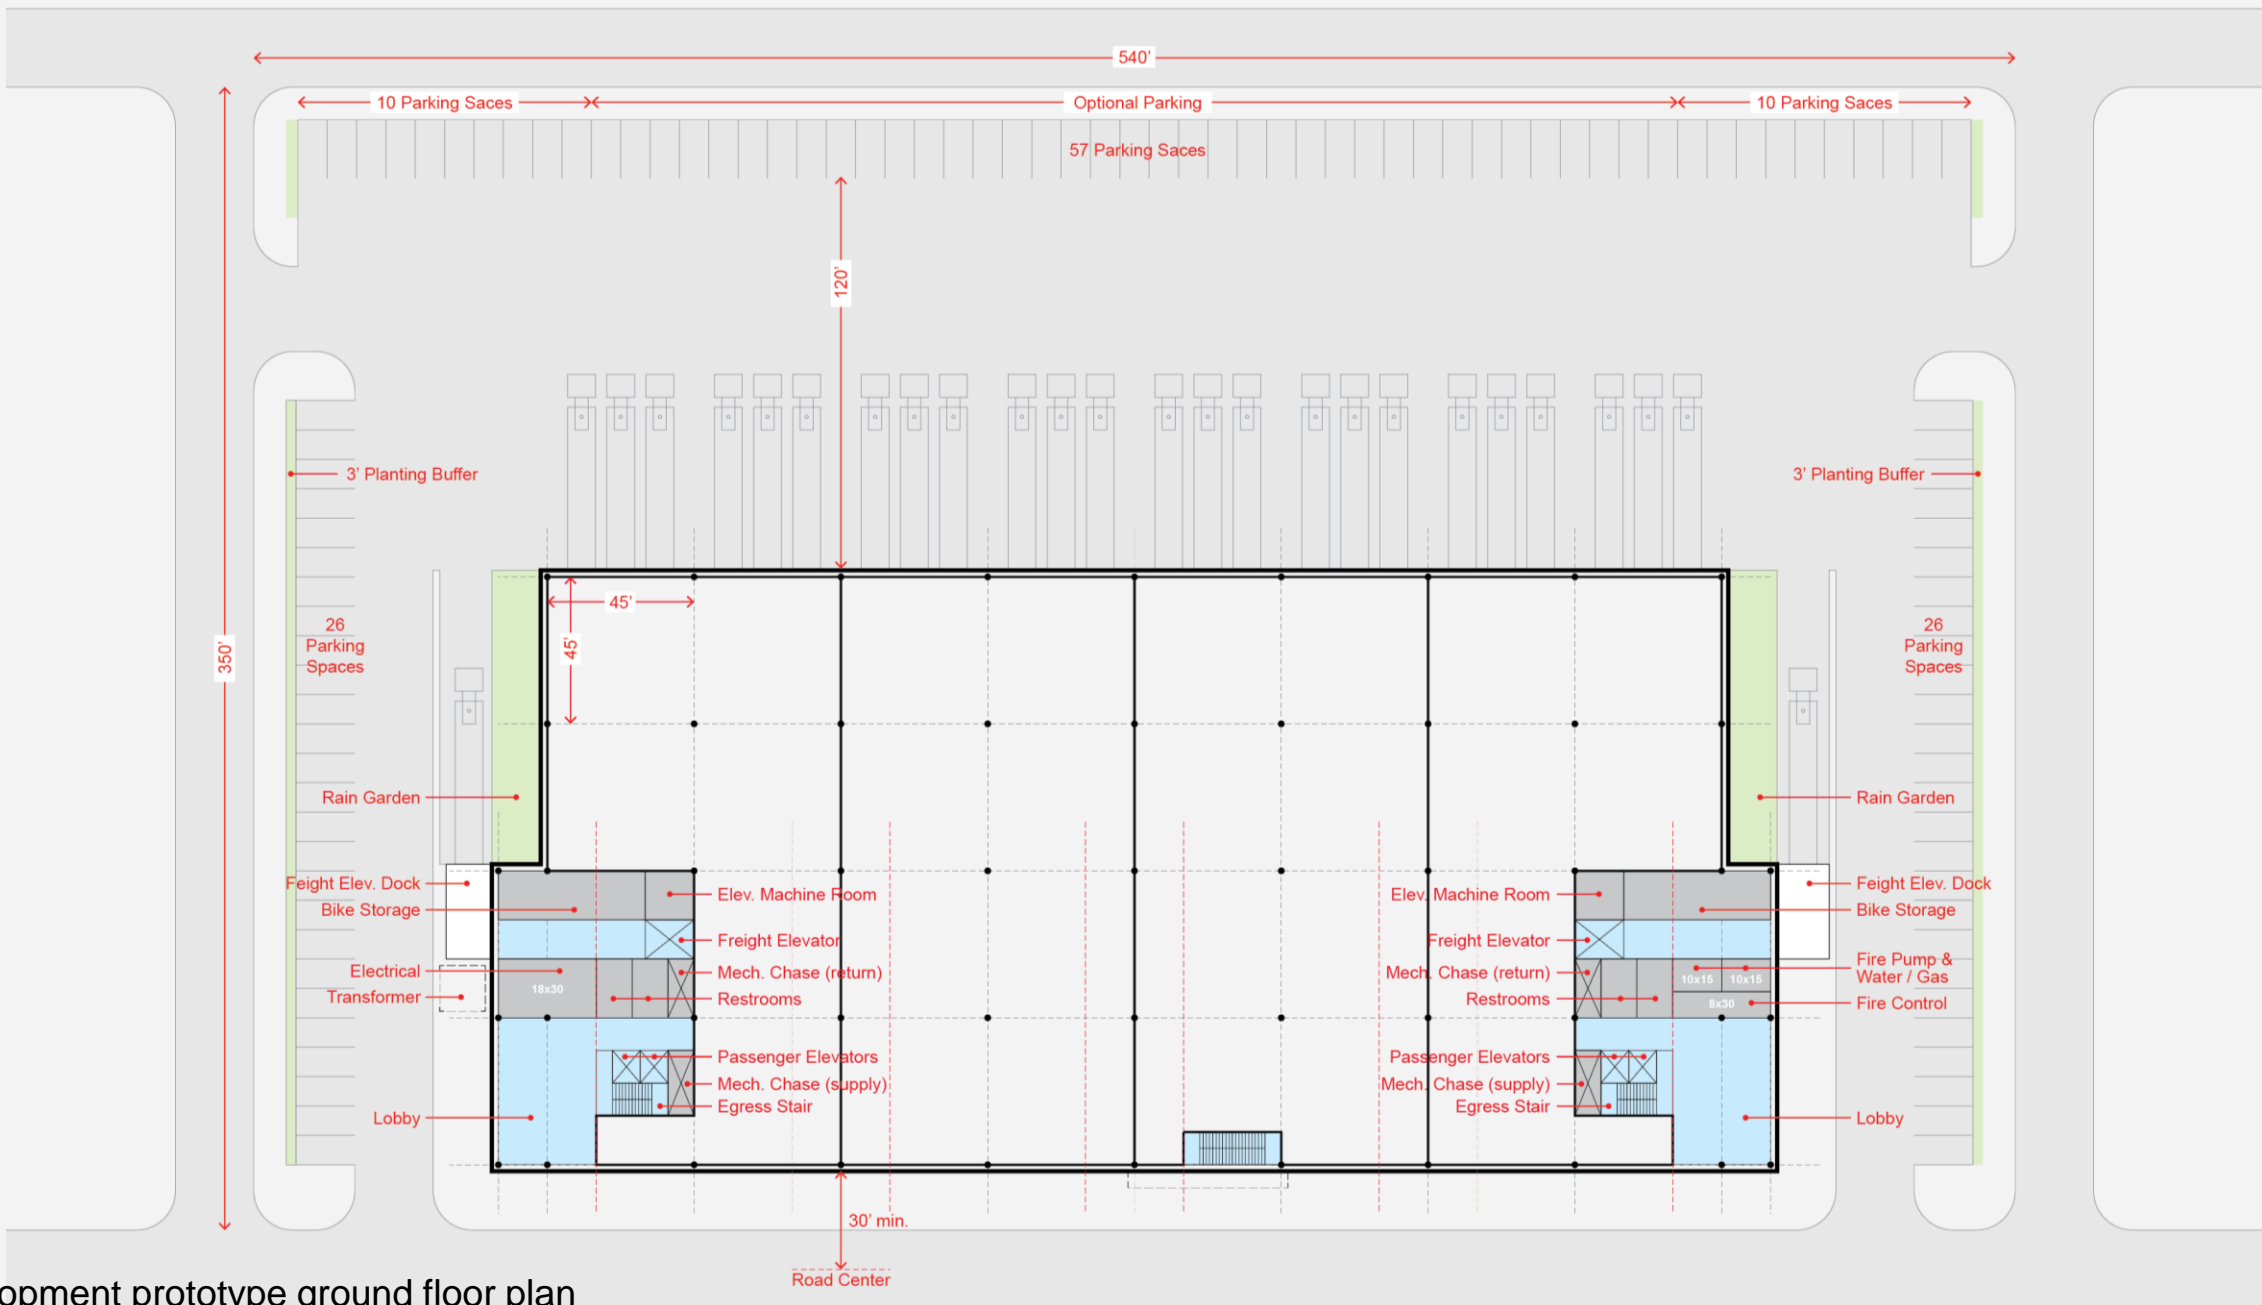 540'
10 Parking Saces
Optional Parking
10 Parking Saces
57 Parking Saces
120'
3' Planting Buffer
3' Planting Buffer
45'
45'
350'
26
Parking
Spaces
26
Parking
Spaces
Rain Garden
Rain Garden
Feight Elev. Dock
Elev. Machine Room
Elev. Machine Room
Feight Elev. Dock
Bike Storage
Bike Storage
Freight Elevator
Freight Elevator
Electrical
Mech. Chase (return)
Mech. Chase (return)
Fire Pump &
Water / Gas
18x30
10x15
10x15
Transformer
Restrooms
Restrooms
8x30
Fire Control
Passenger Elevators
Passenger Elevators
Mech. Chase (supply)
Mech. Chase (supply)
Egress Stair
Egress Stair
Lobby
Lobby
30' min.
Road Center
opment prototype ground floor plan